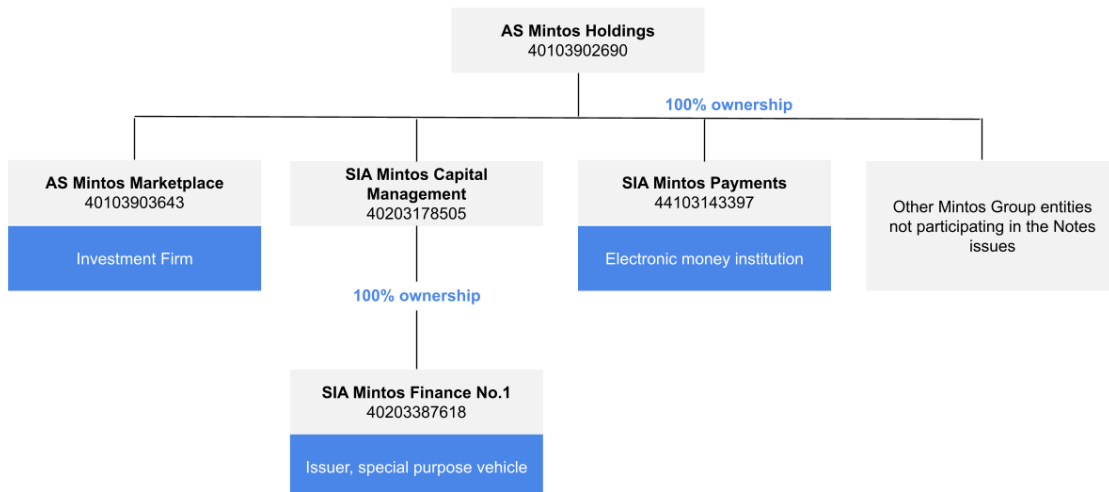 AS Mintos Holdings
40103902690
100% ownership
AS Mintos Marketplace
40103903643
Investment Firm
SIA Mintos Capital
Management
40203178505
SIA Mintos Payments
44103143397
Electronic money institution
Other Mintos Group entities
not participating in the Notes
issues
100% ownership
SIA Mintos Finance No.1
40203387618
Issuer, special purpose vehicle